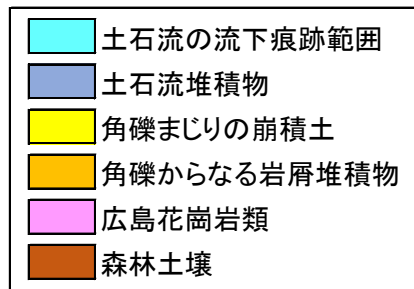 土石流の流下痕跡範囲
土石流堆積物
角礫まじりの崩積土
角礫からなる岩屑堆積物
広島花崗岩類
森林土壌